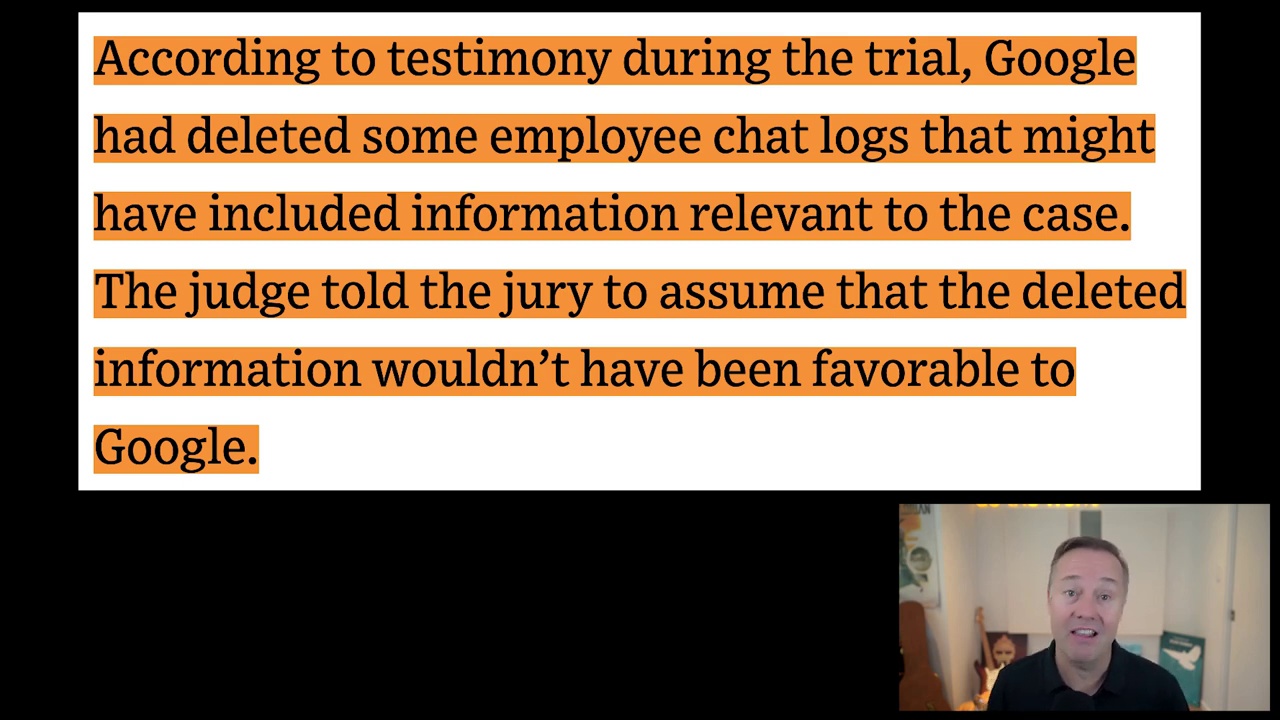 According to testimony during the trial, Google
had deleted some employee chat logs that might
have included information relevant to the case.
The judge told the jury to assume that the deleted
information wouldn’t have been favorable to
Google.